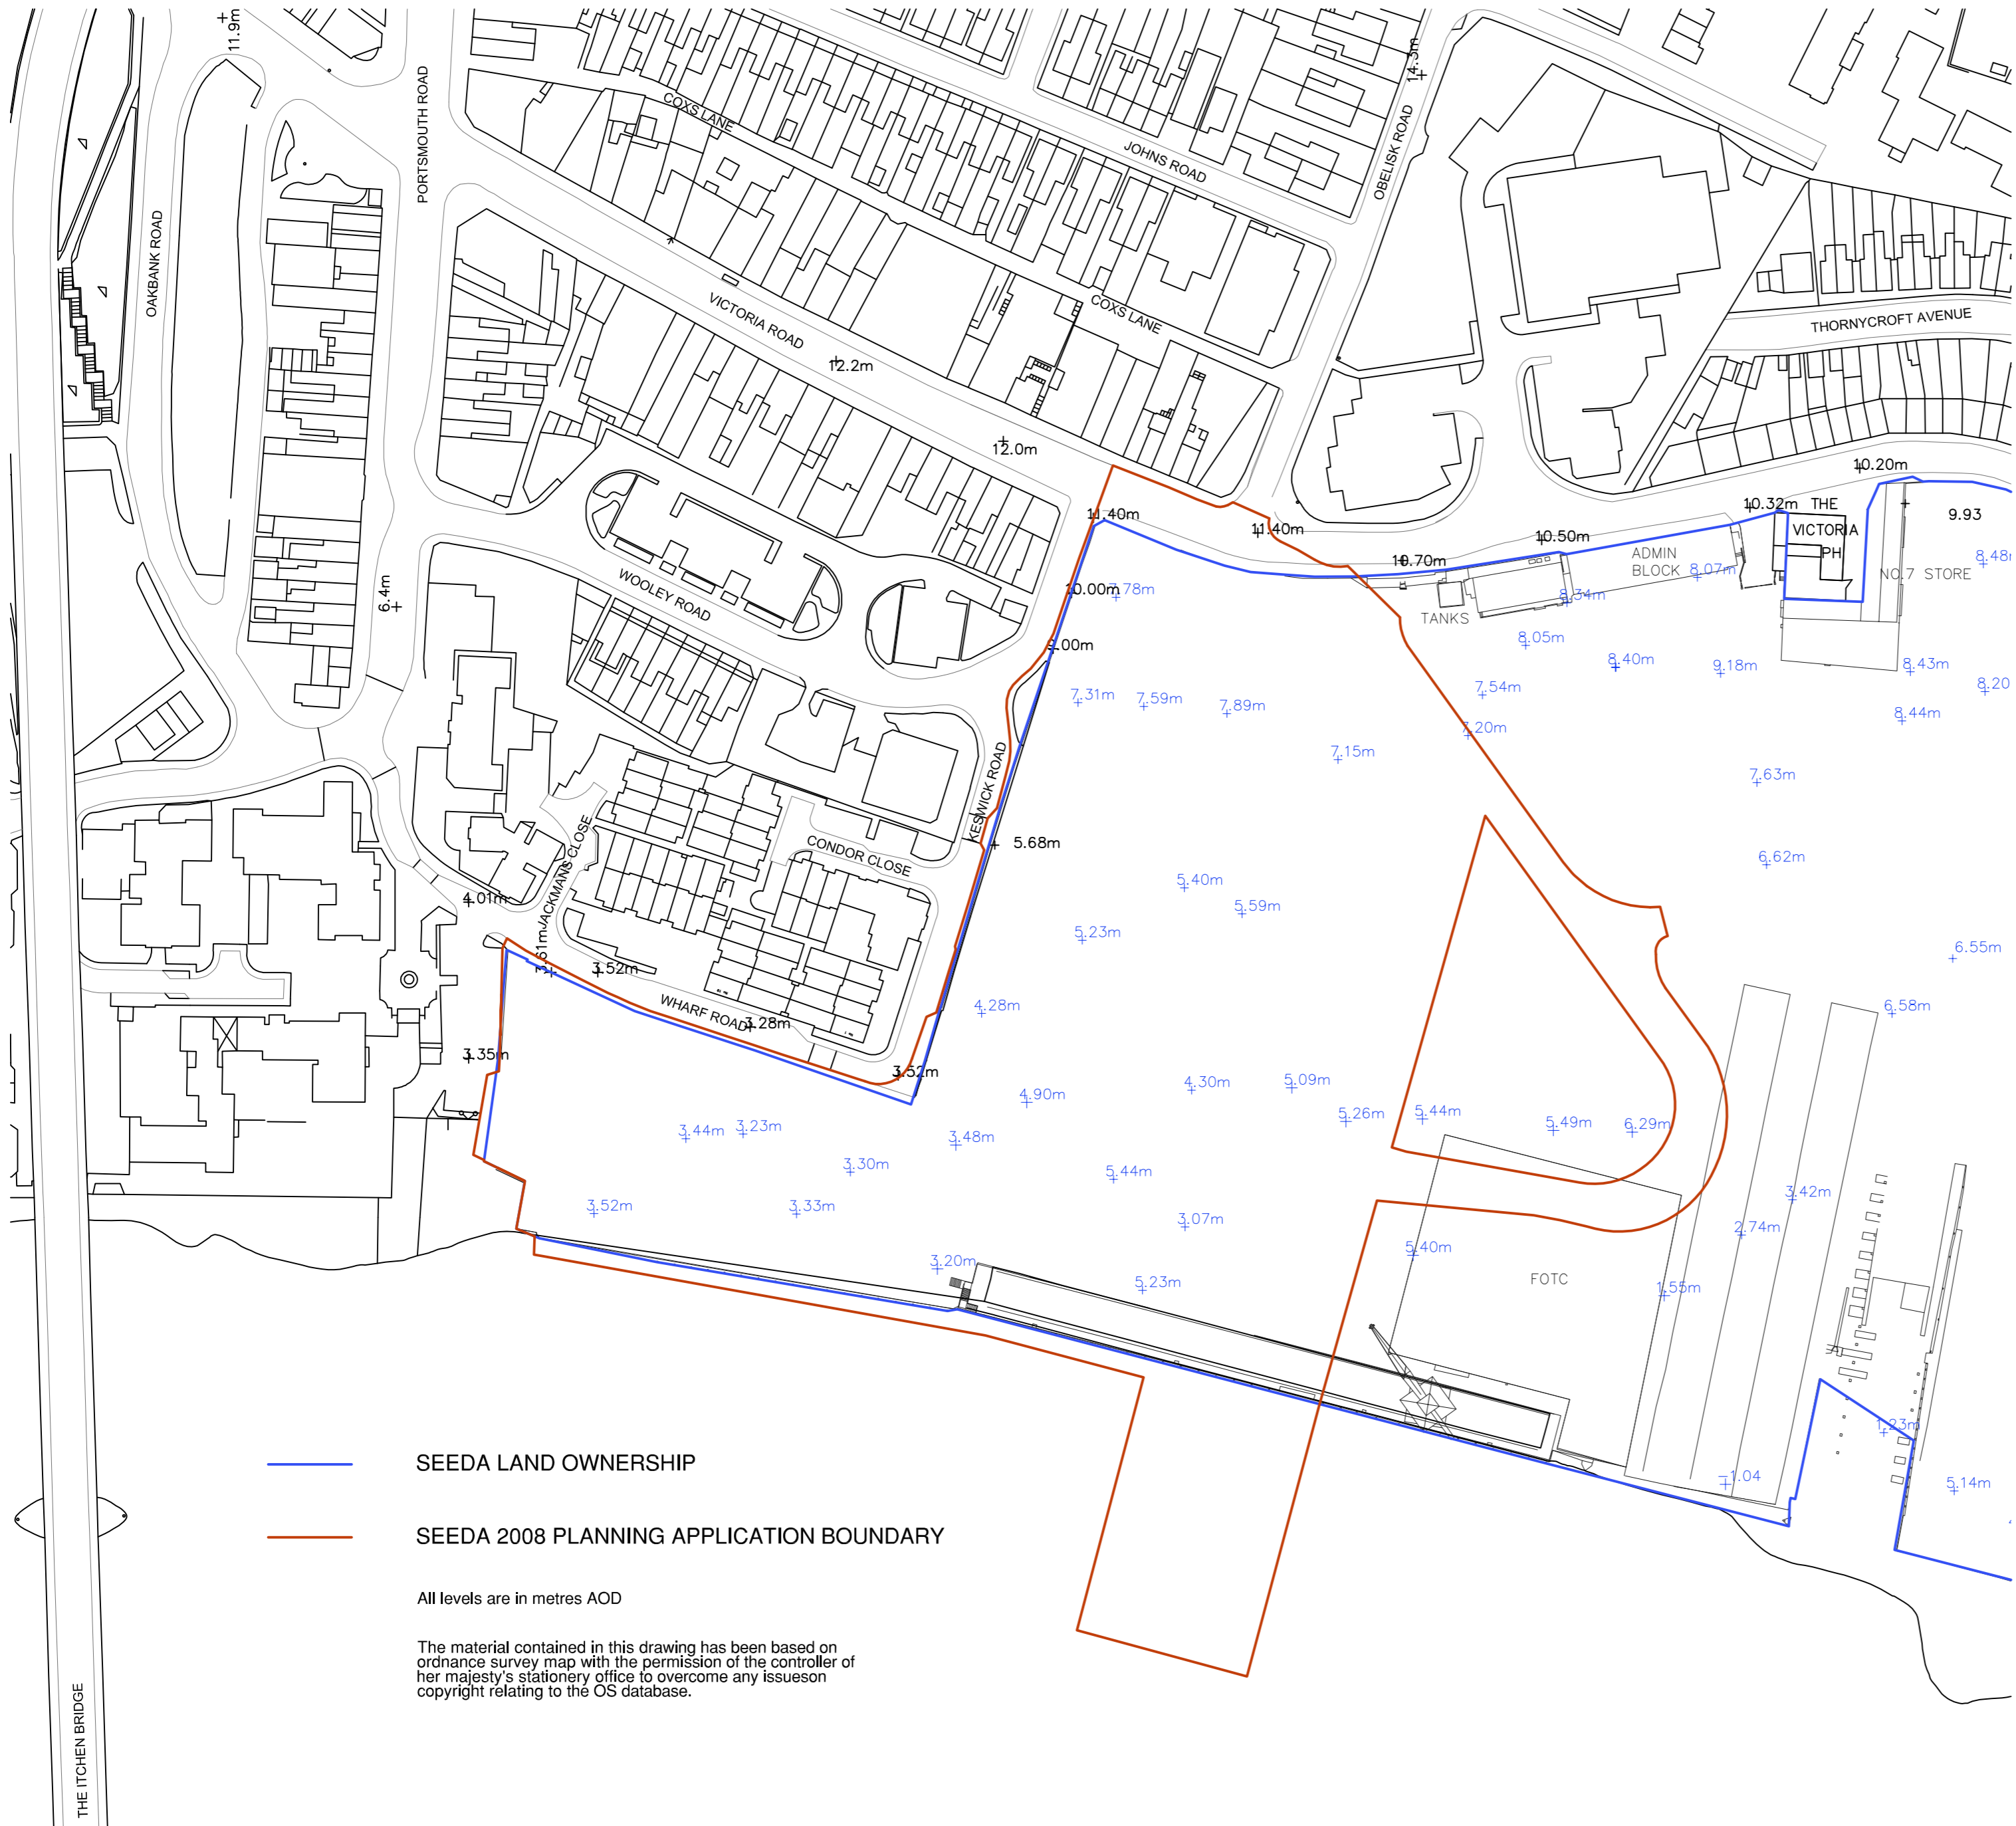 11.9m
14.3m
PORTSMOUTH ROAD
COXS LANE
JOHNS ROAD
OBELISK ROAD
OAKBANK ROAD
VICTORIA ROAD
COXS LANE
THORNYCROFT AVENUE
12.2m
12.0m
10.20m
11.40m
11.40m
10.50m
10.32m THE
VICTORIA
PH
9.93
10.70m
ADMIN
BLOCK
8.07m
NO.7 STORE
WOOLEY ROAD
6.4m
10.00m
7.78m
8.34m
TANKS
8.05m
8.40m
9.18m
8.43m
8.20
9.00m
7.31m
7.59m
7.89m
7.54m
7.20m
8.44m
7.15m
7.63m
KESWICK ROAD
5.68m
CONDOR CLOSE
JACKMANS CLOSE
6.62m
5.40m
5.59m
4.01m
5.23m
6.55m
3.61m
3.52m
WHARF ROAD
3.28m
4.28m
6.58m
3.35m
3.52m
4.90m
4.30m
5.09m
5.26m
5.44m
5.49m
6.29m
3.44m
3.23m
3.48m
3.30m
5.44m
3.52m
3.33m
3.07m
3.42m
2.74m
3.20m
5.23m
5.40m
FOTC
1.55m
1.23m
-1.04
5.14m
SEEDA LAND OWNERSHIP
SEEDA 2008 PLANNING APPLICATION BOUNDARY
All levels are in metres AOD
The material contained in this drawing has been based on
ordnance survey map with the permission of the controller of
her majesty's stationery office to overcome any issueson
copyright relating to the OS database.
THE ITCHEN BRIDGE